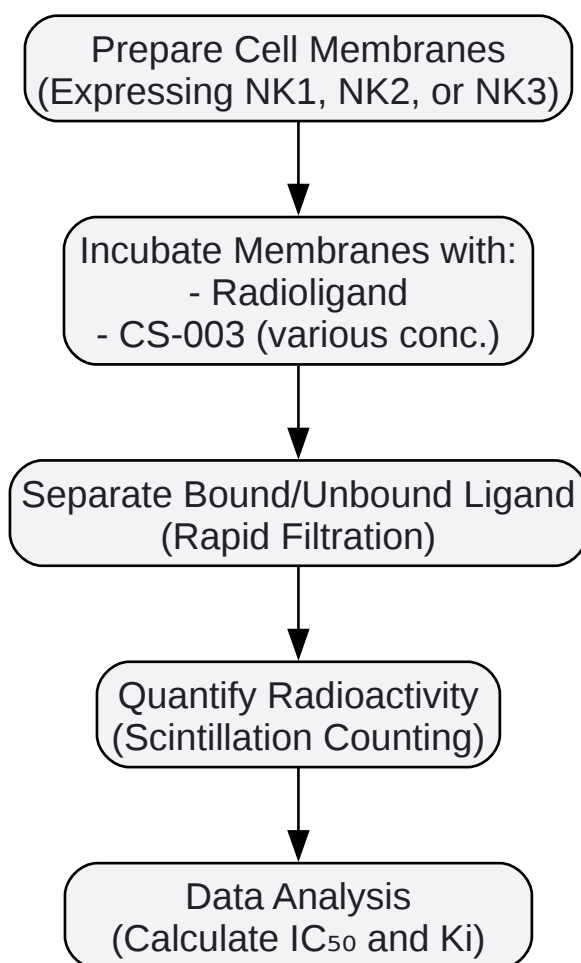 Prepare Cell Membranes
(Expressing NK1, NK2, or NK3)
Incubate Membranes with:
- Radioligand
- CS-003 (various conc.)
Separate Bound/Unbound Ligand
(Rapid Filtration)
Quantify Radioactivity
(Scintillation Counting)
Data Analysis
(Calculate IC₅₀ and Ki)